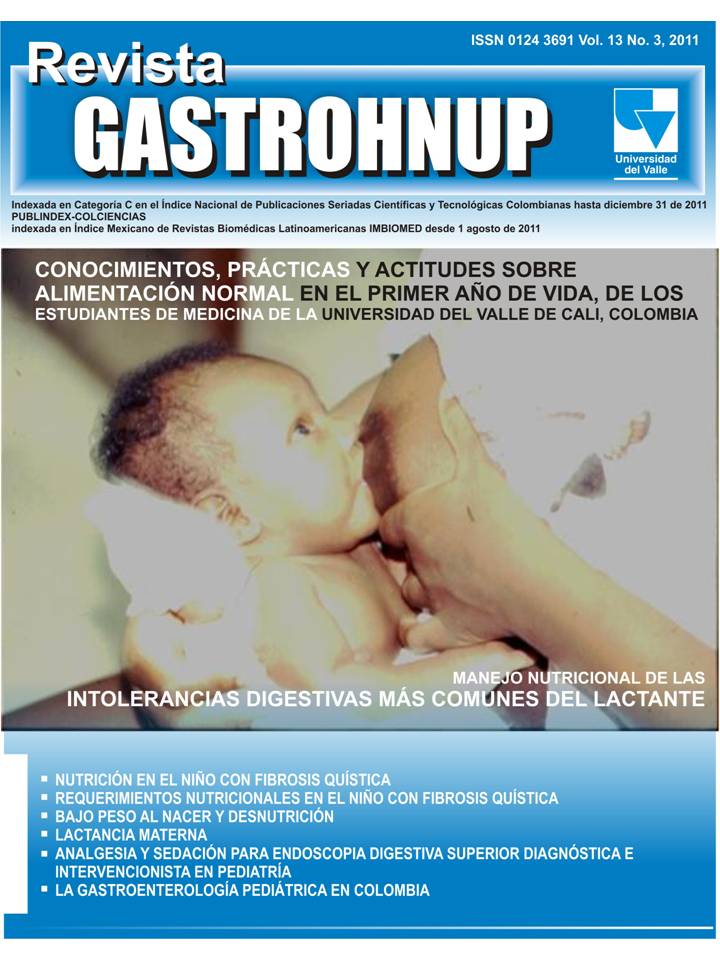 ISSN 0124 3691 Vol. 13 No. 3, 2011
Revista
GASTROHNUP
Universidad
del Valle
Indexada en Categoría C en el Índice Nacional de Publicaciones Seriadas Científicas y Tecnológicas Colombianas hasta diciembre 31 de 2011
PUBLINDEX-COLCIENCIAS
indexada en Índice Mexicano de Revistas Biomédicas Latinoamericanas IMBIOMED desde 1 agosto de 2011
CONOCIMIENTOS, PRÁCTICAS Y ACTITUDES SOBRE
ALIMENTACIÓN NORMAL EN EL PRIMER AÑO DE VIDA, DE LOS
ESTUDIANTES DE MEDICINA DE LA UNIVERSIDAD DEL VALLE DE CALI, COLOMBIA
MANEJO NUTRICIONAL DE LAS
INTOLERANCIAS DIGESTIVAS MÁS COMUNES DEL LACTANTE
▪ NUTRICIÓN EN EL NIÑO CON FIBROSIS QUÍSTICA
▪ REQUERIMIENTOS NUTRICIONALES EN EL NIÑO CON FIBROSIS QUÍSTICA
▪ BAJO PESO AL NACER Y DESNUTRICIÓN
▪ LACTANCIA MATERNA
▪ ANALGESIA Y SEDACIÓN PARA ENDOSCOPIA DIGESTIVA SUPERIOR DIAGNÓSTICA E
INTERVENCIONISTA EN PEDIATRÍA
▪ LA GASTROENTEROLOGÍA PEDIÁTRICA EN COLOMBIA